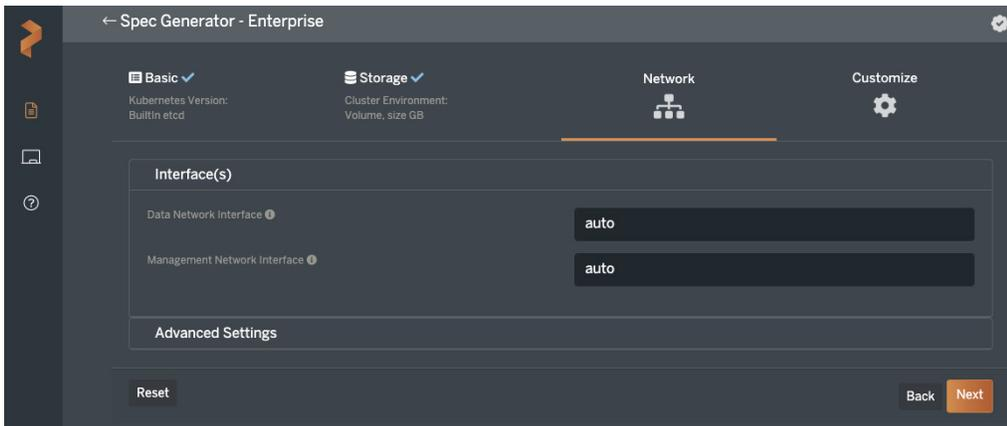 ← Spec Generator - Enterprise
Basic
Storage
Network
Customize
Kubernetes Version:
BuiltIn etcd
Cluster Environment:
Volume, size GB
Interface(s)
Data Network Interface
auto
Management Network Interface
auto
Advanced Settings
Reset
Back
Next